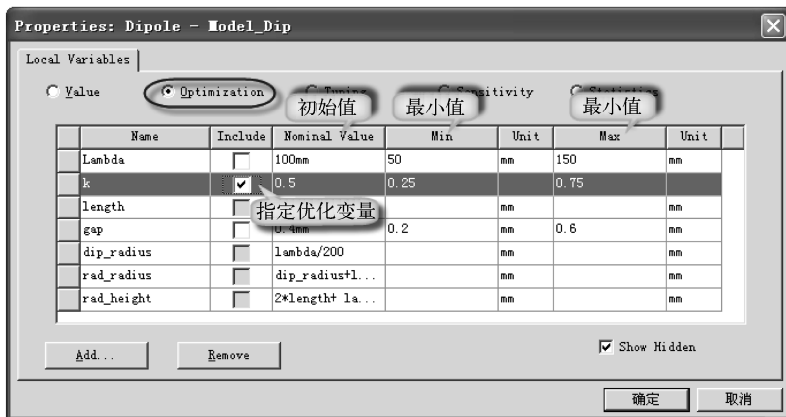 Properties: Dipole - Model_Dip
Local Variables
Value Optimization
初始值 最小值 最小值
Name Include Nominal Value Min Unit Max Unit
Lambda 100mm 50 mm 150 mm
k 0.5 0.25 0.75
length mm mm
指定优化变量
gap 0.4mm 0.2 mm 0.6 mm
dip_radius lambda/200 mm mm
rad_radius dip_radius+l... mm mm
rad_height 2*length+ la... mm mm
Add... Remove Show Hidden
确定 取消